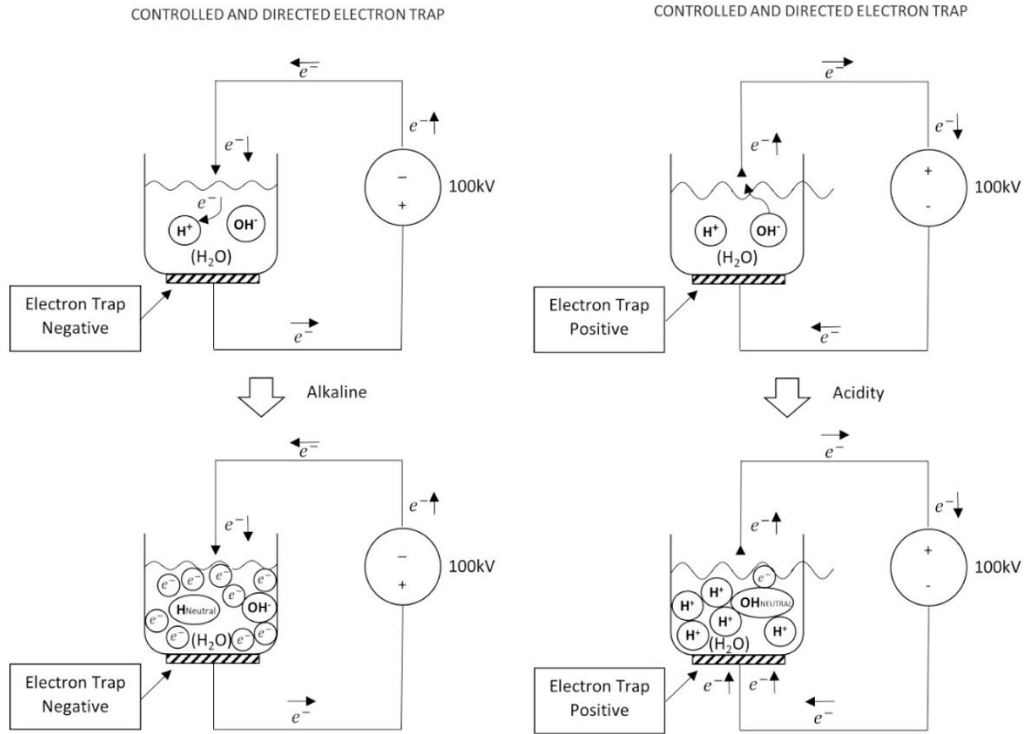 CONTROLLED AND DIRECTED ELECTRON TRAP
e⁻
e⁻
e⁻
−
+
100kV
e⁻
H⁺
OH⁻
(H₂O)
Electron Trap
Negative
e⁻
CONTROLLED AND DIRECTED ELECTRON TRAP
e⁻
e⁻
e⁻
+
-
100kV
H⁺
OH⁻
(H₂O)
Electron Trap
Positive
e⁻
Alkaline
Acidity
e⁻
e⁻
e⁻
−
+
100kV
e⁻
e⁻
e⁻
e⁻
e⁻
HNeutral
OH⁻
e⁻
e⁻
(H₂O)
e⁻
e⁻
Electron Trap
Negative
e⁻
e⁻
e⁻
e⁻
+
-
100kV
e⁻
H⁺
H⁺
OHNEUTRAL
H⁺
H⁺
H⁺
(H₂O)
Electron Trap
Positive
e⁻
e⁻
e⁻